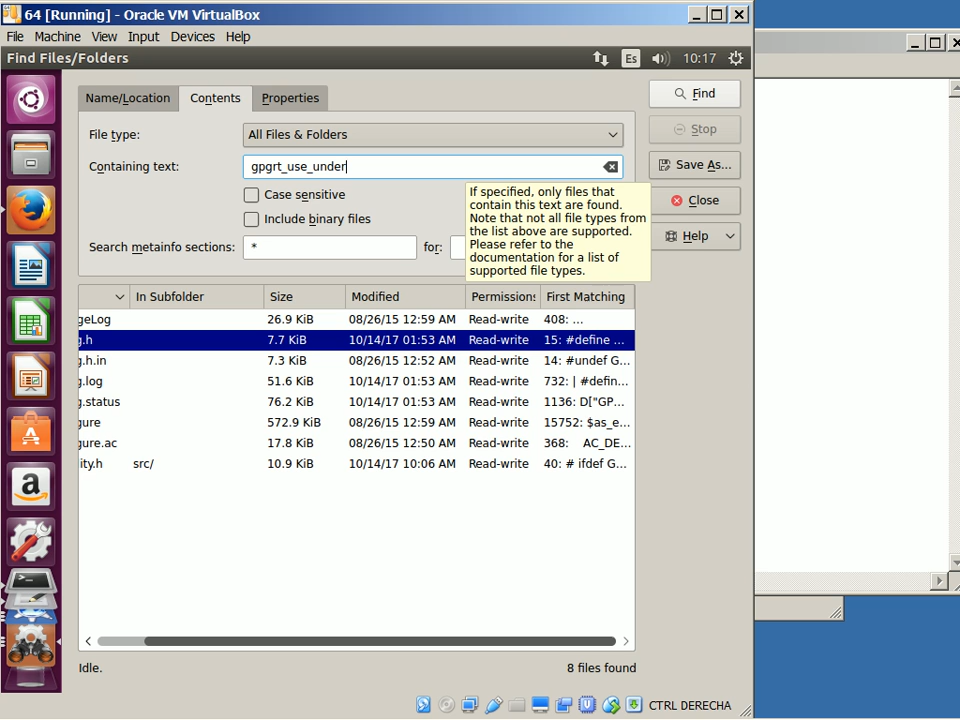 64 [Running] - Oracle VM VirtualBox
File Machine View Input Devices Help
Find Files/Folders
Es
10:17
Name/Location
Contents
Properties
Find
File type:
All Files & Folders
Stop
Containing text:
gpgrt_use_under
Save As...
Case sensitive
If specified, only files that
contain this text are found.
Note that not all file types from
the list above are supported.
Please refer to the
documentation for a list of
supported file types.
Close
Include binary files
Help
Search metainfo sections:
*
for:
In Subfolder Size Modified Permissions First Matching
geLog 26.9 KiB 08/26/15 12:59 AM Read-write 408: ...
g.h 7.7 KiB 10/14/17 01:53 AM Read-write 15: #define ...
g.h.in 7.3 KiB 08/26/15 12:52 AM Read-write 14: #undef G...
g.log 51.6 KiB 10/14/17 01:53 AM Read-write 732: | #defin...
g.status 76.2 KiB 10/14/17 01:53 AM Read-write 1136: D["GP...
gure 572.9 KiB 08/26/15 12:59 AM Read-write 15752: $as_e...
gure.ac 17.8 KiB 08/26/15 12:50 AM Read-write 368: AC_DE...
ity.h src/ 10.9 KiB 10/14/17 10:06 AM Read-write 40: # ifdef G...
Idle.
8 files found
CTRL DERECHA